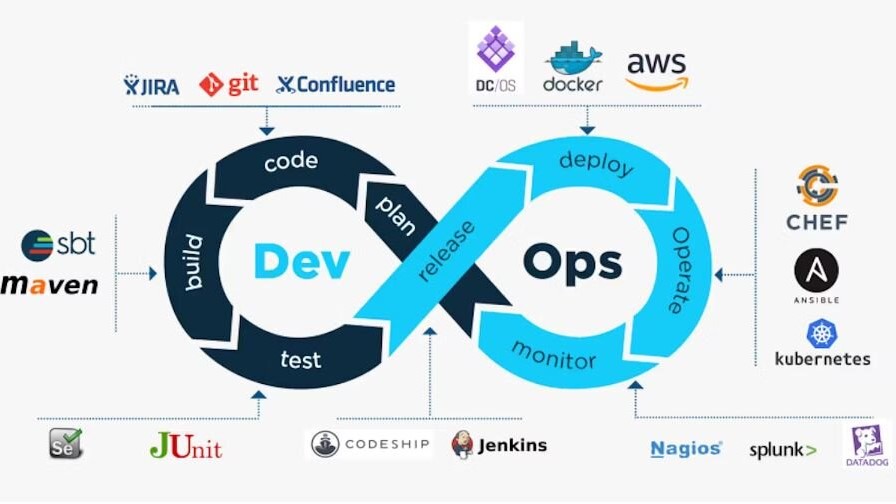 JIRA
git
Confluence
DC/OS
docker
aws
code
plan
build
Dev
test
release
deploy
Ops
Operate
monitor
sbt
maven
CHEF
ANSIBLE
kubernetes
Se
JUnit
CODESHIP
Jenkins
Nagios®
splunk>
DATADOG